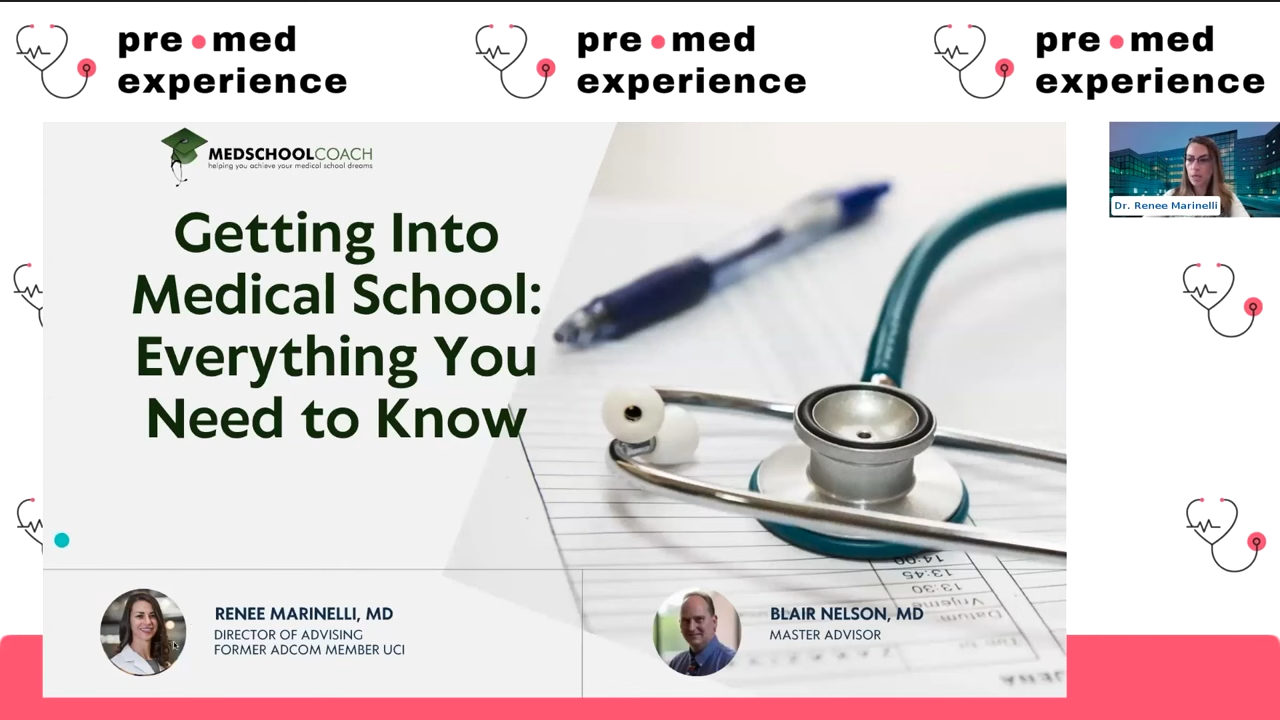 pre med
experience
pre med
experience
pre med
experience
MEDSCHOOLCOACH
helping you achieve your medical school dreams
Getting Into
Medical School:
Everything You
Need to Know
Dr. Renee Marinelli
14:00
13:45
13:30
Vrijeme
Datum:
RENEE MARINELLI, MD
DIRECTOR OF ADVISING
FORMER ADCOM MEMBER UCI
BLAIR NELSON, MD
MASTER ADVISOR